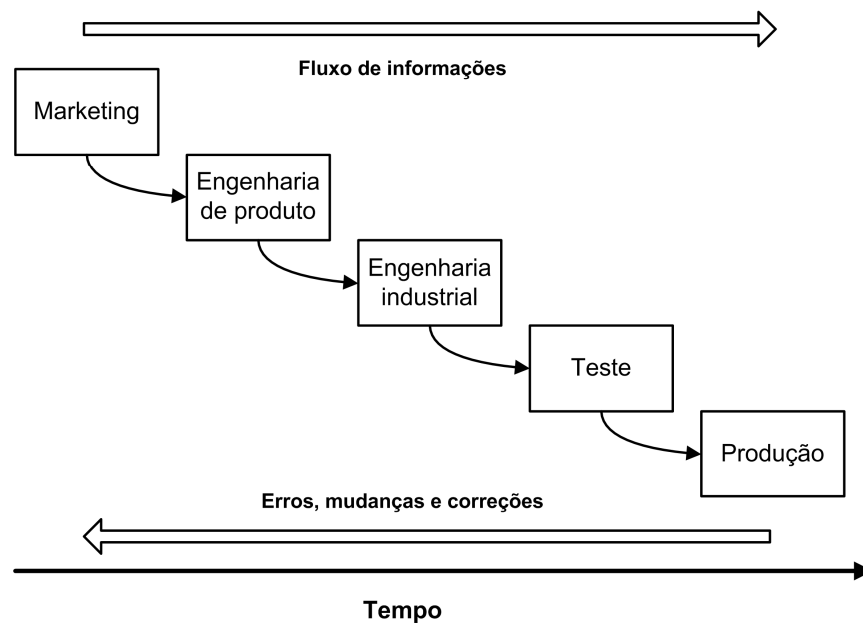 Fluxo de informações
Marketing
Engenharia
de produto
Engenharia
industrial
Teste
Produção
Erros, mudanças e correções
Tempo